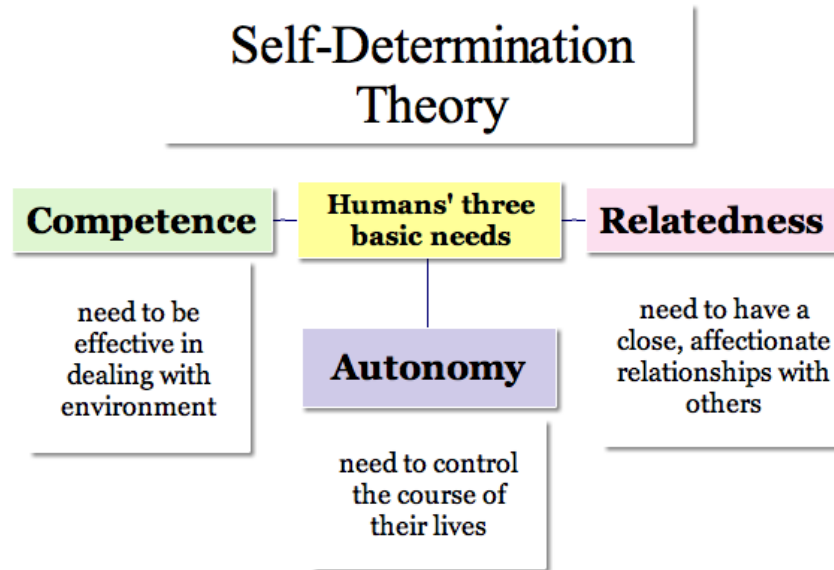 Self-Determination
Theory
Competence
Humans' three
basic needs
Relatedness
need to be
effective in
dealing with
environment
Autonomy
need to control
the course of
their lives
need to have a
close, affectionate
relationships with
others